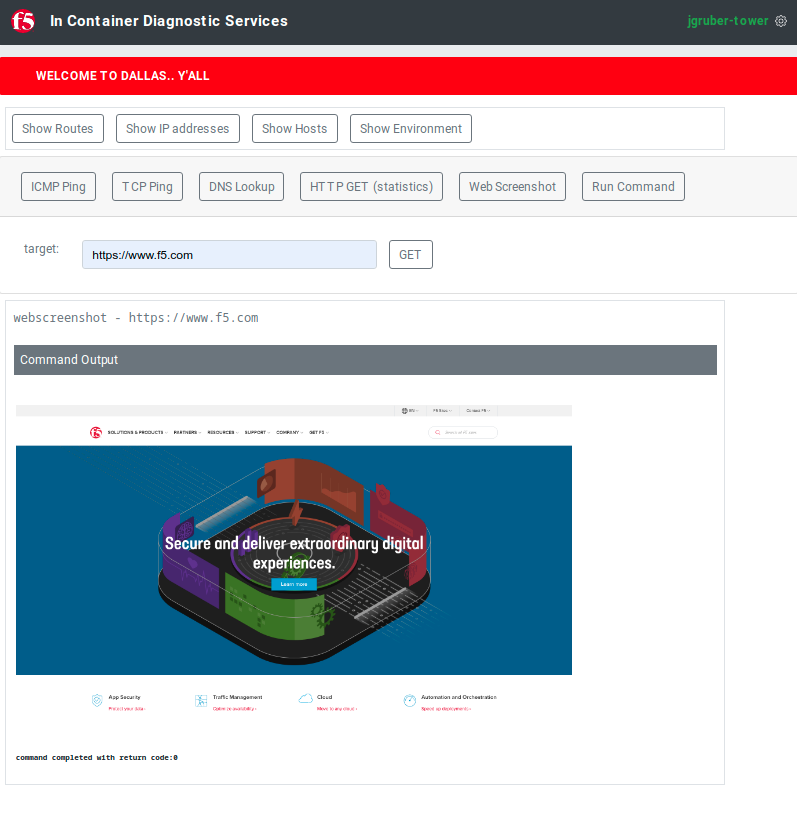 f5 In Container Diagnostic Services jgruber-tower
WELCOME TO DALLAS.. Y'ALL
Show Routes Show IP addresses Show Hosts Show Environment
ICMP Ping TCP Ping DNS Lookup HTTP GET (statistics) Web Screenshot Run Command
target: https://www.f5.com GET
webscreenshot - https://www.f5.com
Command Output
EN
f5 SOLUTIONS & PRODUCTS PARTNERS RESOURCES SUPPORT COMPANY GET F5
Secure and deliver extraordinary digital
experiences.
Learn more
App Security Traffic Management Cloud Automation and Orchestration
Protect your data › Optimize availability › Move to any cloud › Speed up deployments ›
command completed with return code:0